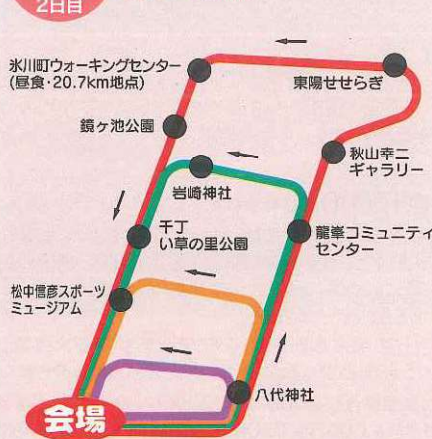 2日目
氷川町ウォーキングセンター
(昼食・20.7km地点)
東陽せせらぎ
鏡ヶ池公園
秋山幸二
ギャラリー
岩崎神社
千丁
い草の里公園
龍峯コミュニティ
センター
松中信彦スポーツ
ミュージアム
八代神社
会場